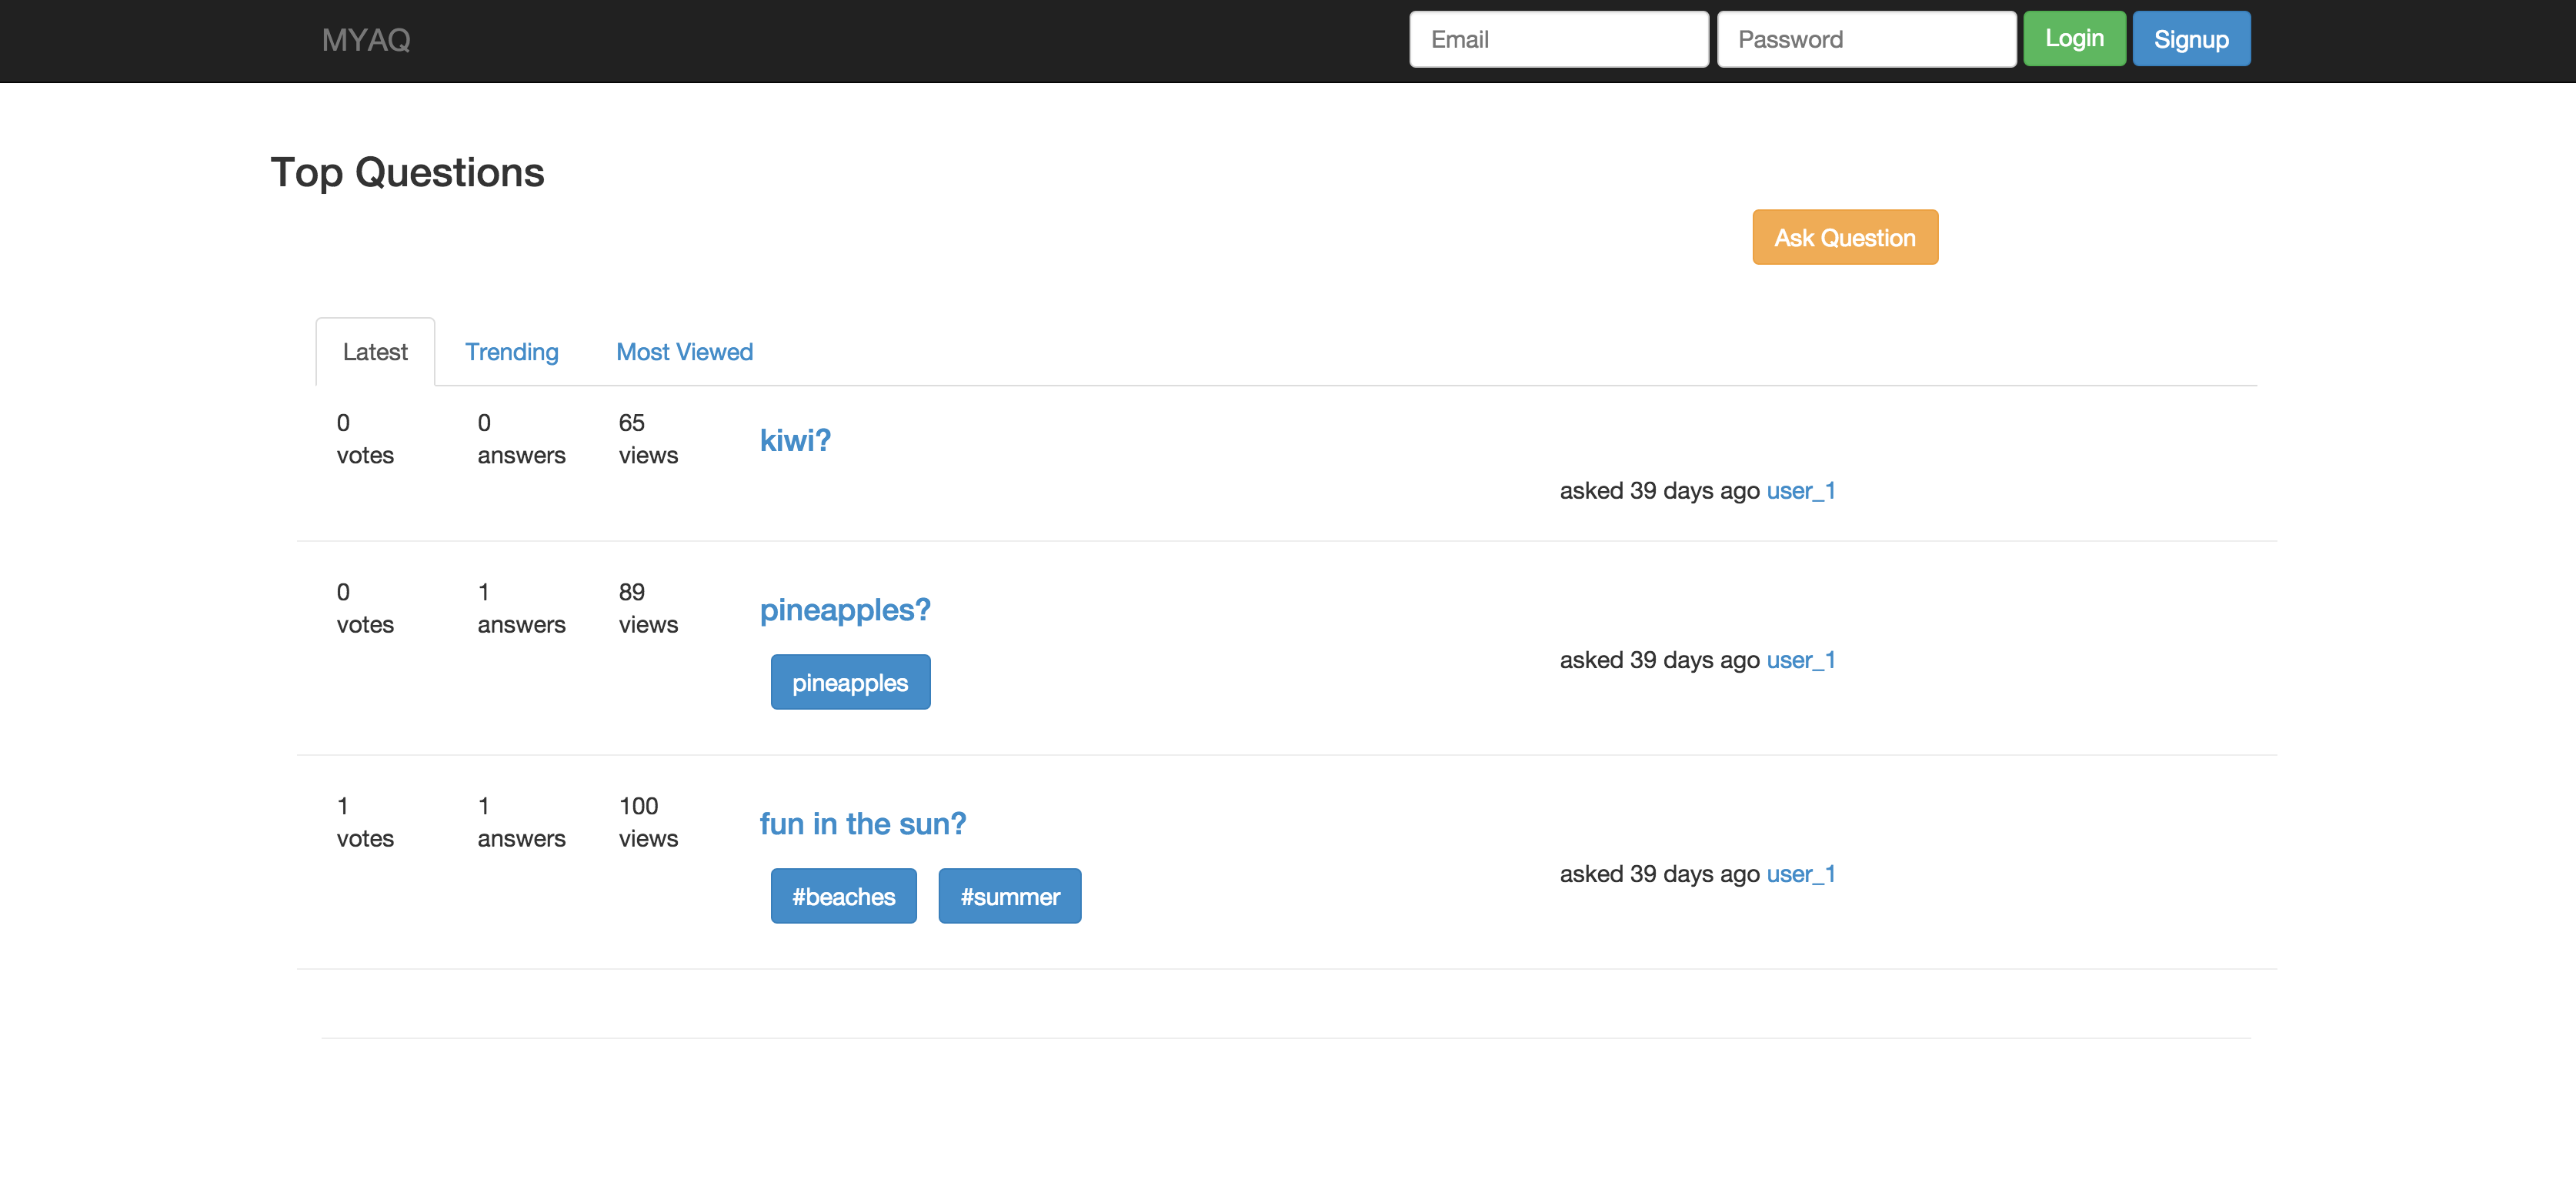 MYAQ Email Password Login Signup
Top Questions
Ask Question
Latest Trending Most Viewed
0 0 65
votes answers views
kiwi?
asked 39 days ago user_1
0 1 89
votes answers views
pineapples?
pineapples
asked 39 days ago user_1
1 1 100
votes answers views
fun in the sun?
#beaches #summer
asked 39 days ago user_1